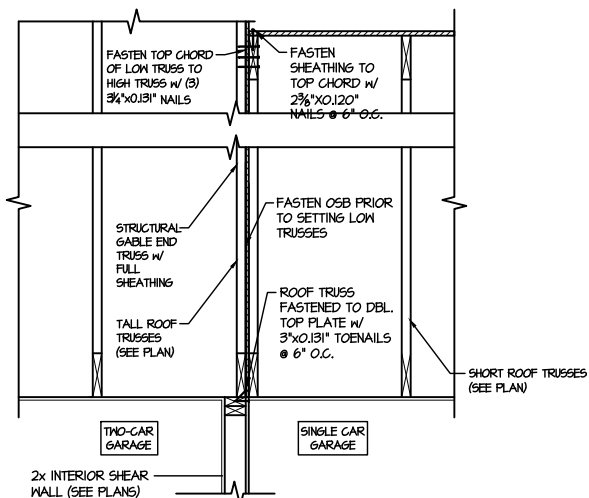 FASTEN TOP CHORD
OF LOW TRUSS TO
HIGH TRUSS W/ (3)
3¼"X0.131" NAILS
FASTEN
SHEATHING TO
TOP CHORD W/
2⅜"X0.120"
NAILS @ 6" O.C.
STRUCTURAL
GABLE END
TRUSS W/
FULL
SHEATHING
FASTEN OSB PRIOR
TO SETTING LOW
TRUSSES
TALL ROOF
TRUSSES
(SEE PLAN)
ROOF TRUSS
FASTENED TO DBL.
TOP PLATE W/
3"X0.131" TOENAILS
@ 6" O.C.
SHORT ROOF TRUSSES
(SEE PLAN)
TWO-CAR
GARAGE
SINGLE CAR
GARAGE
2x INTERIOR SHEAR
WALL (SEE PLANS)